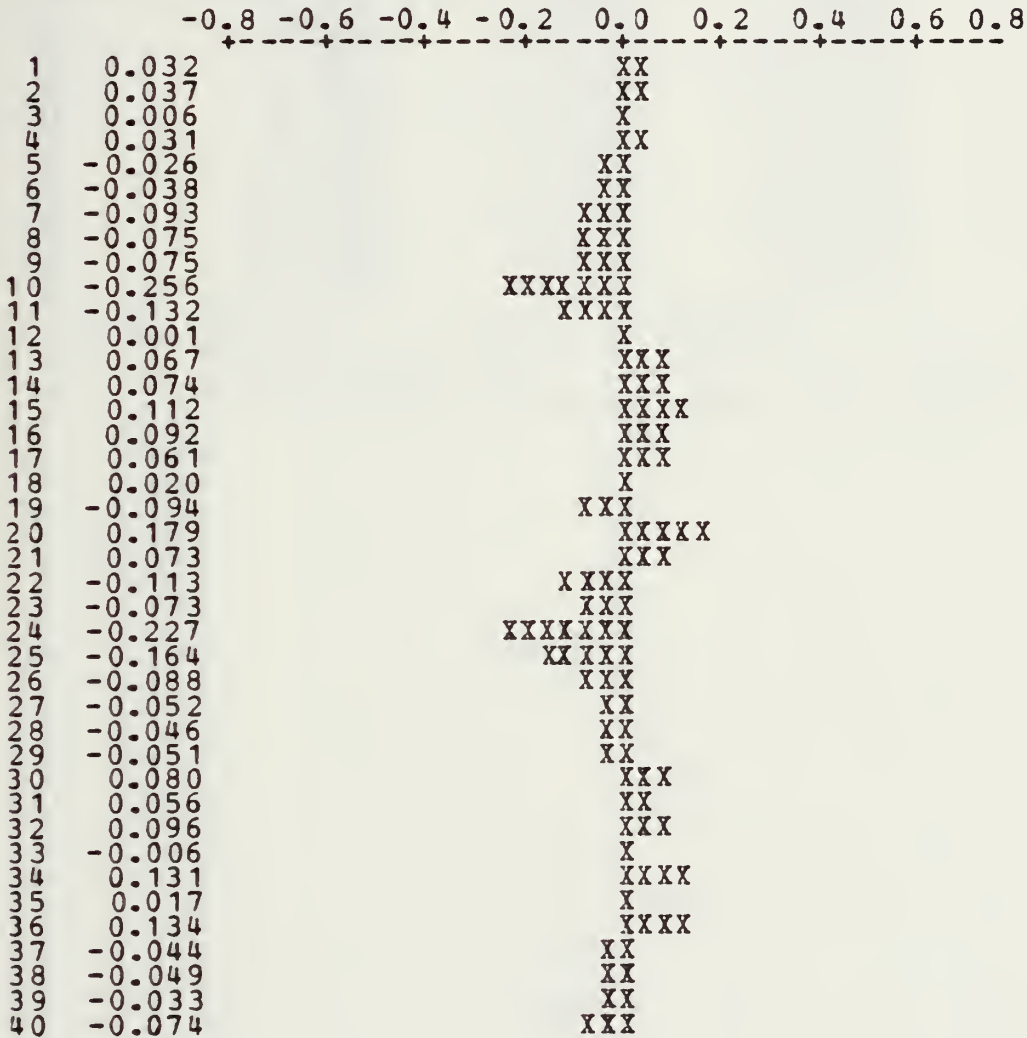 -0.8 -0.6 -0.4 -0.2 0.0 0.2 0.4 0.6 0.8
+----+----+----+----+----+----+----+----
1 0.032 XX
2 0.037 XX
3 0.006 X
4 0.031 XX
5 -0.026 XX
6 -0.038 XX
7 -0.093 XXX
8 -0.075 XXX
9 -0.075 XXX
10 -0.256 XXXXXXX
11 -0.132 XXXX
12 0.001 X
13 0.067 XXX
14 0.074 XXX
15 0.112 XXXX
16 0.092 XXX
17 0.061 XXX
18 0.020 X
19 -0.094 XXX
20 0.179 XXXXX
21 0.073 XXX
22 -0.113 XXXX
23 -0.073 XXX
24 -0.227 XXXXXXX
25 -0.164 XXXXX
26 -0.088 XXX
27 -0.052 XX
28 -0.046 XX
29 -0.051 XX
30 0.080 XXX
31 0.056 XX
32 0.096 XXX
33 -0.006 X
34 0.131 XXXX
35 0.017 X
36 0.134 XXXX
37 -0.044 XX
38 -0.049 XX
39 -0.033 XX
40 -0.074 XXX